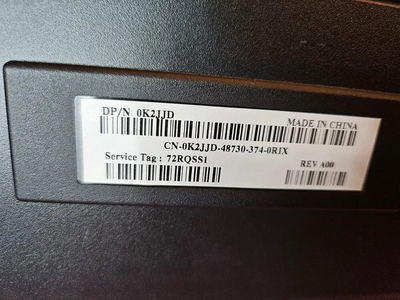 DP/N 0K2JJD
MADE IN CHINA
CN-0K2JJD-48730-374-0RIX
Service Tag : 72RQSS1
REV A00